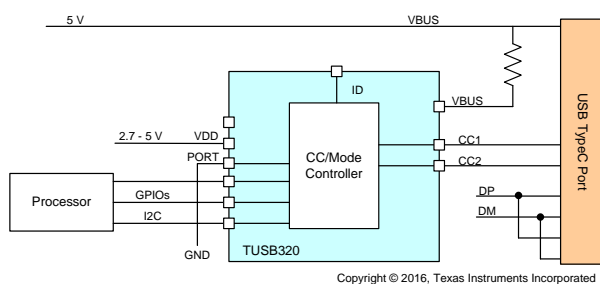 5 V
VBUS
ID
VBUS
2.7 - 5 V
VDD
PORT
CC/Mode
Controller
CC1
CC2
USB TypeC Port
Processor
GPIOs
I2C
DP
DM
GND
TUSB320
Copyright © 2016, Texas Instruments Incorporated